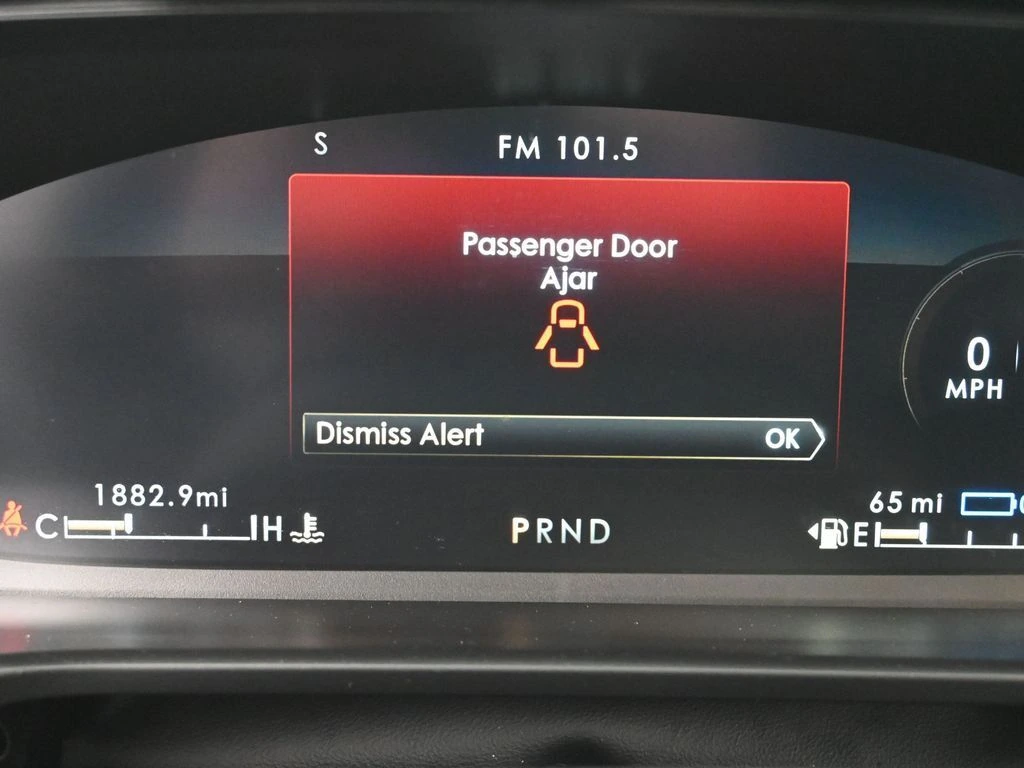 S
FM 101.5
Passenger Door
Ajar
Dismiss Alert OK
0
MPH
1882.9mi
65 mi
C H
PRND
E